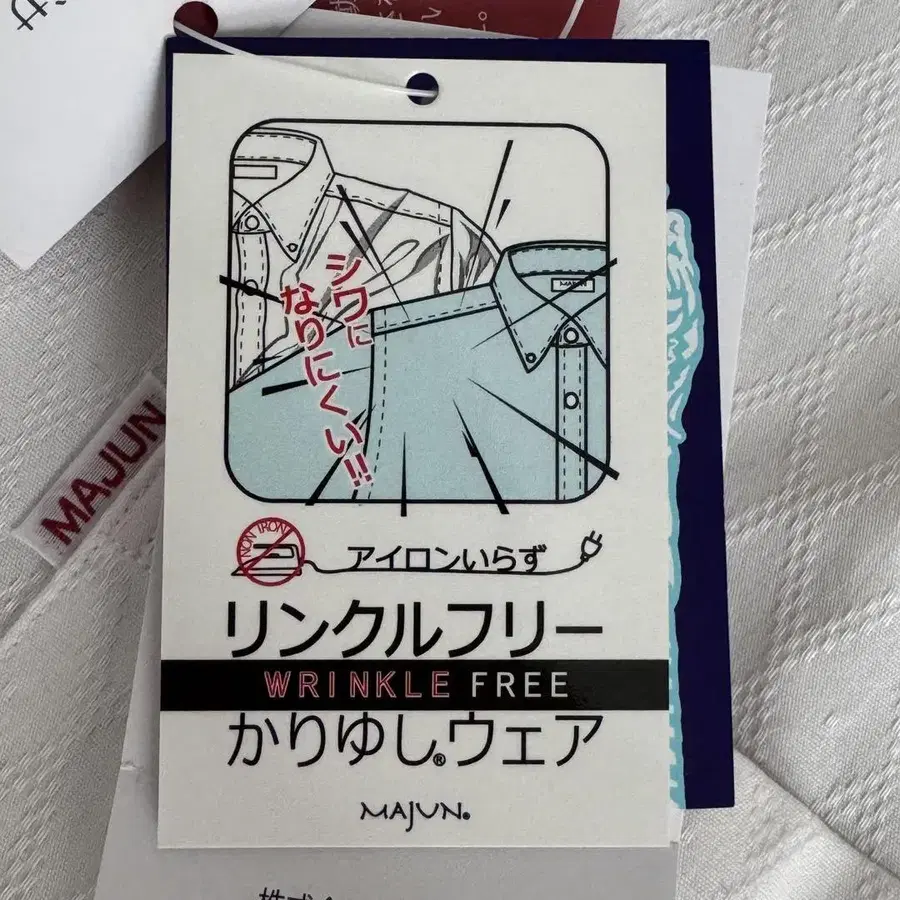 MAJUN
シワに
なりにくい!!
NON IRON
アイロンいらず
リンクルフリー
WRINKLE FREE
かりゆし®ウェア
MAJUN®
MAJUN